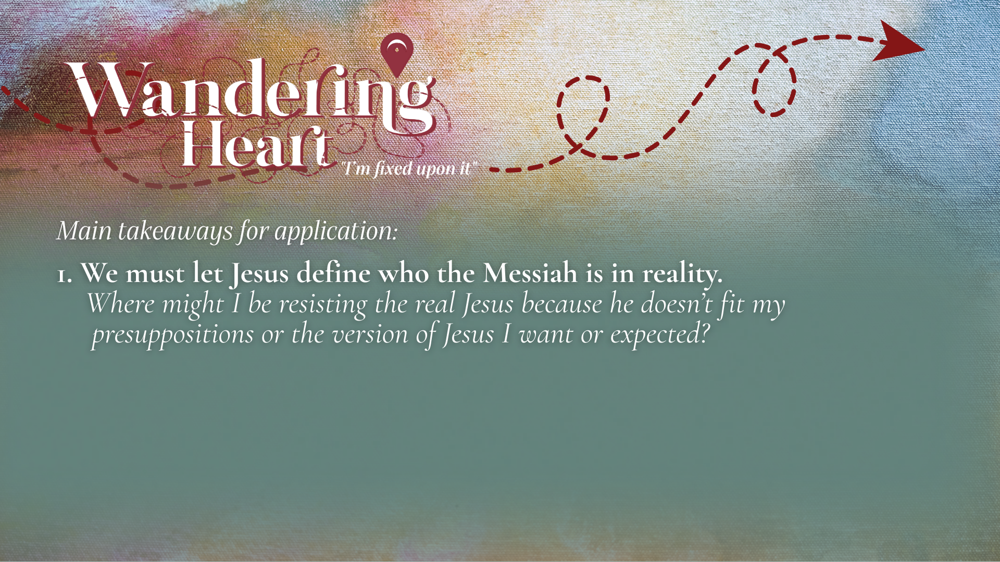 Wandering
Heart
"I'm fixed upon it"
Main takeaways for application:
1. We must let Jesus define who the Messiah is in reality.
Where might I be resisting the real Jesus because he doesn't fit my
presuppositions or the version of Jesus I want or expected?